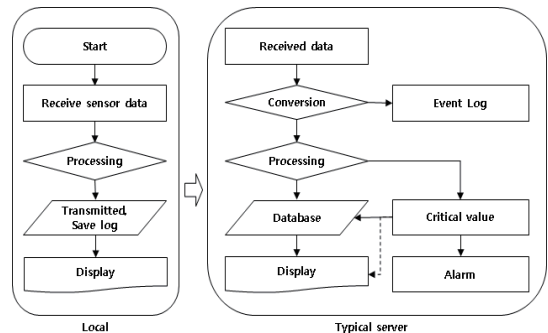 Start
Receive sensor data
Processing
Transmitted,
Save log
Display
Local
Received data
Conversion
Event Log
Processing
Database
Critical value
Display
Alarm
Typical server